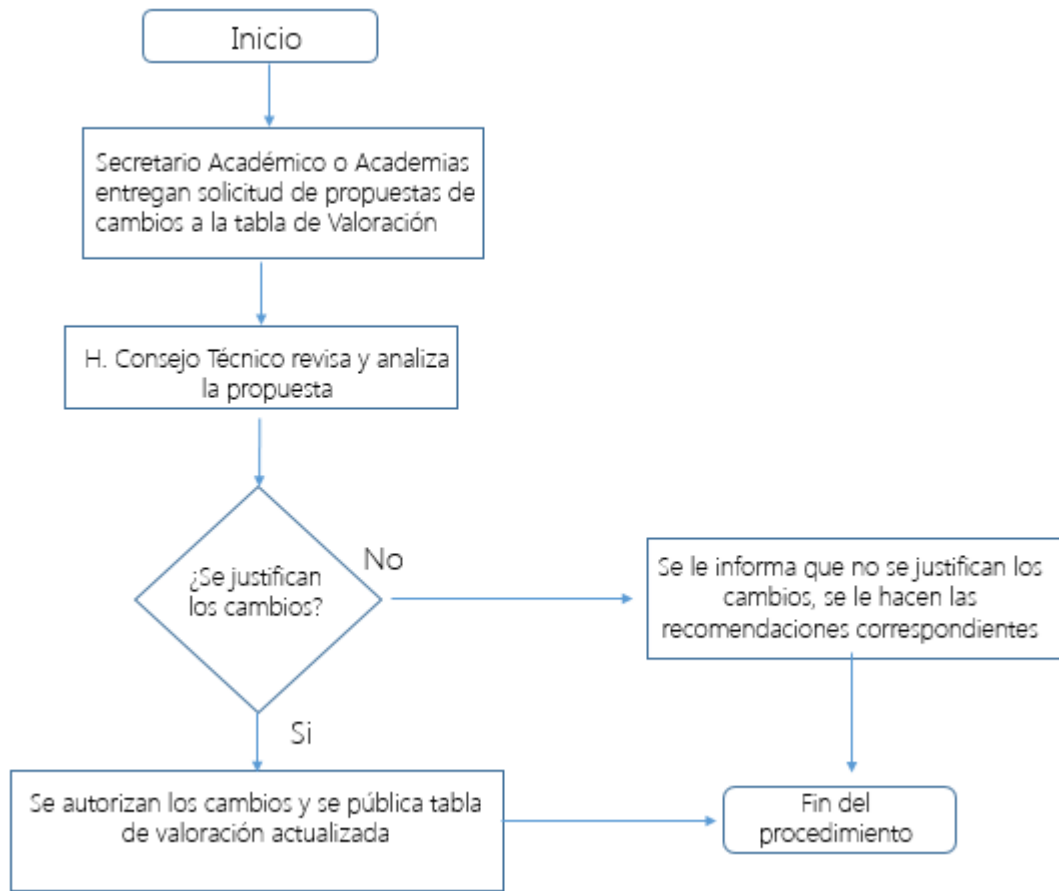 Inicio
Secretario Académico o Academias
entregan solicitud de propuestas de
cambios a la tabla de Valoración
H. Consejo Técnico revisa y analiza
la propuesta
¿Se justifican
los cambios?
No
Se le informa que no se justifican los
cambios, se le hacen las
recomendaciones correspondientes
Si
Se autorizan los cambios y se pública tabla
de valoración actualizada
Fin del
procedimiento